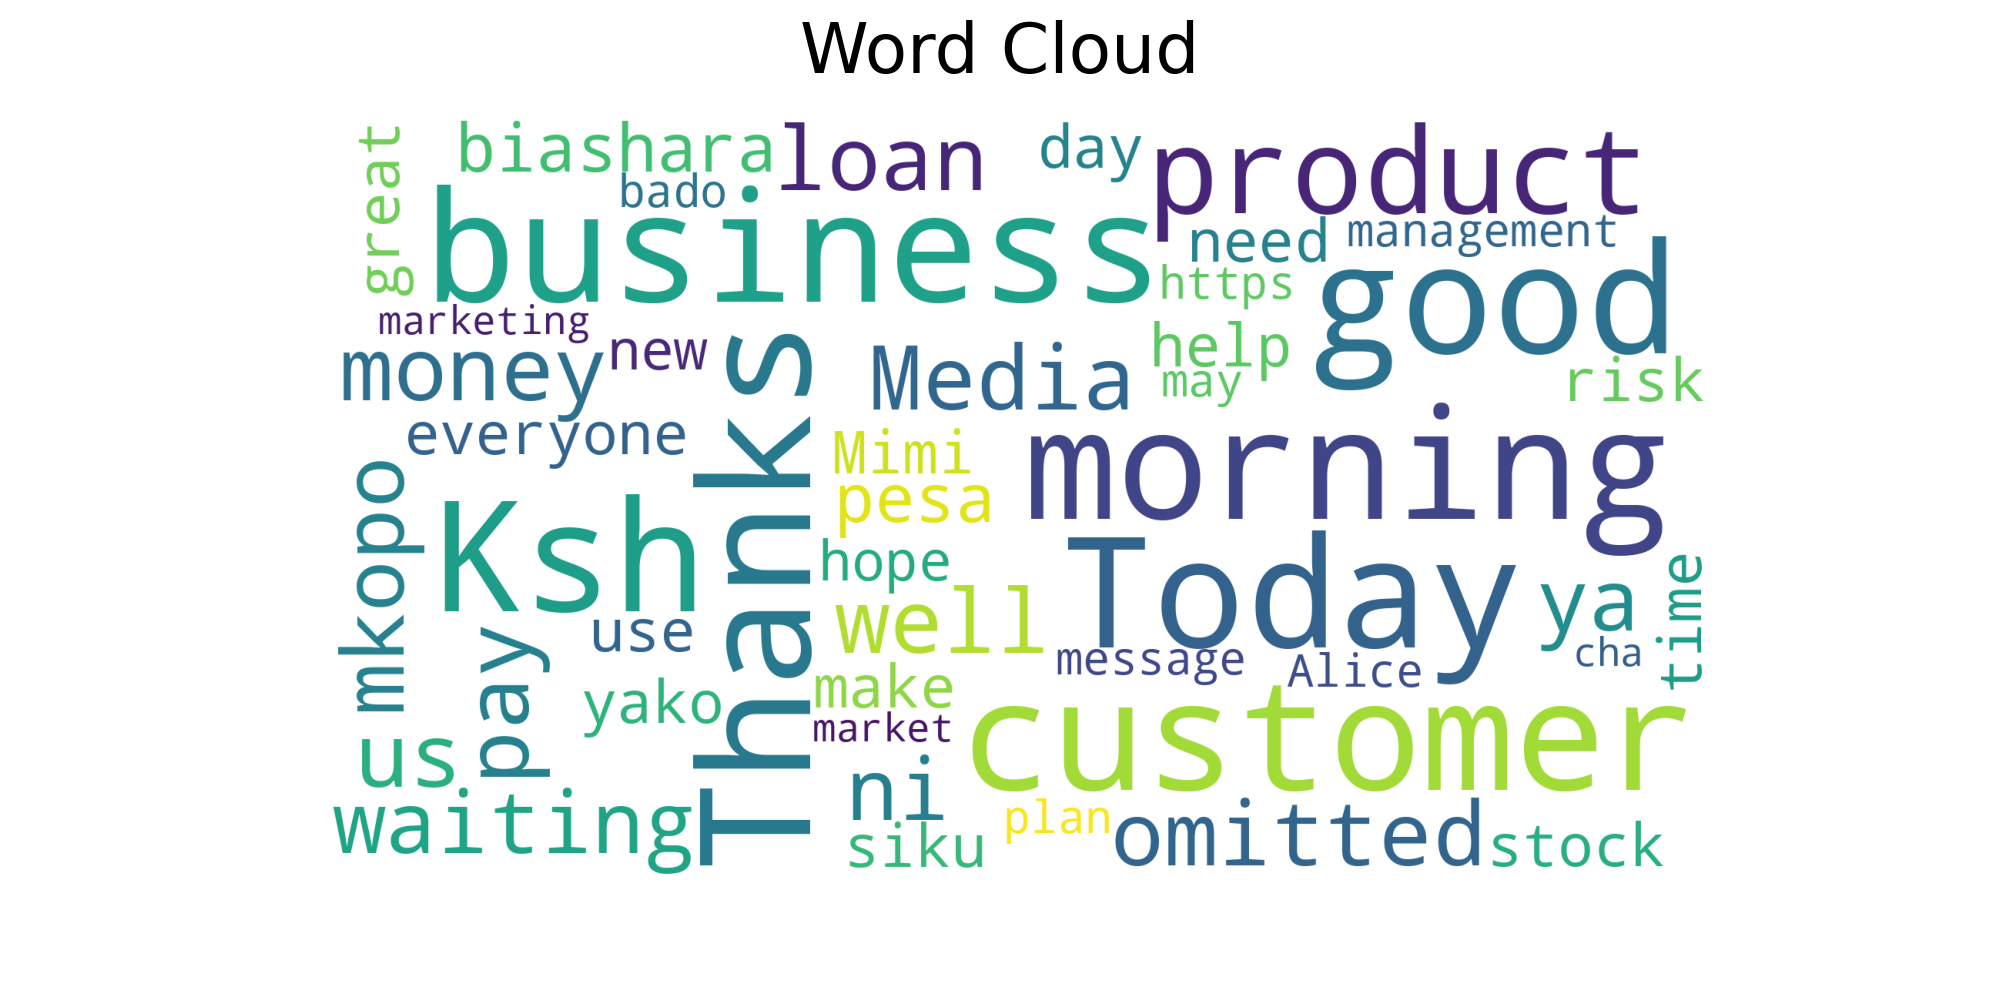 Word Cloud
great
biashara
loan
day
product
bado
business
need
management
https
good
marketing
new
money
Thanks
Media
help
may
risk
everyone
Mimi
morning
mkopo
Ksh
pesa
hope
Today
ya
time
use
well
cha
pay
message
Alice
yako
make
us
market
customer
waiting
ni
siku
plan
omitted
stock